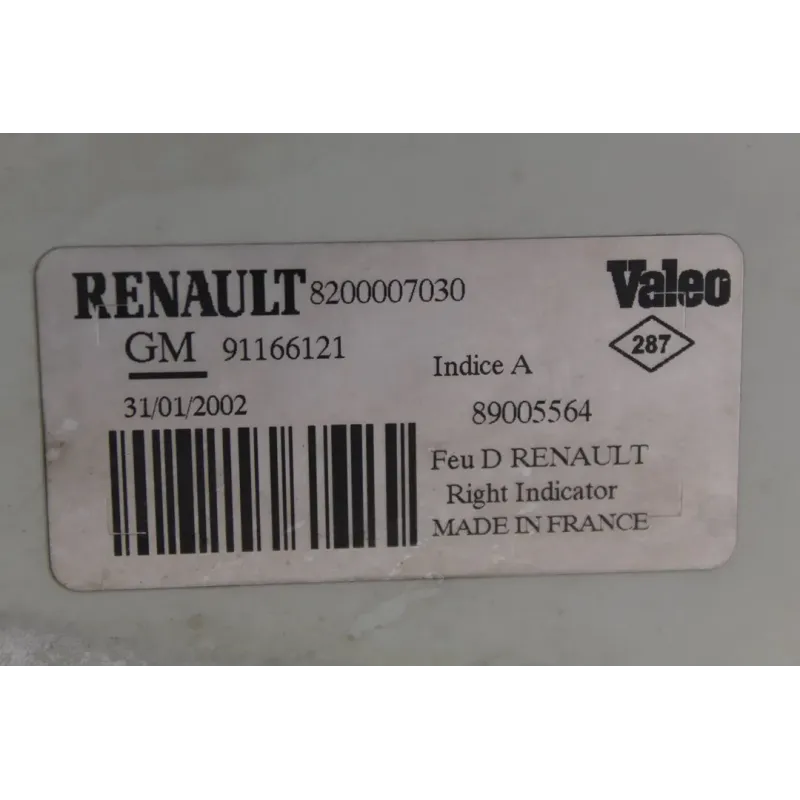 RENAULT 8200007030
Valeo
287
GM 91166121
Indice A
31/01/2002
89005564
Feu D RENAULT
Right Indicator
MADE IN FRANCE